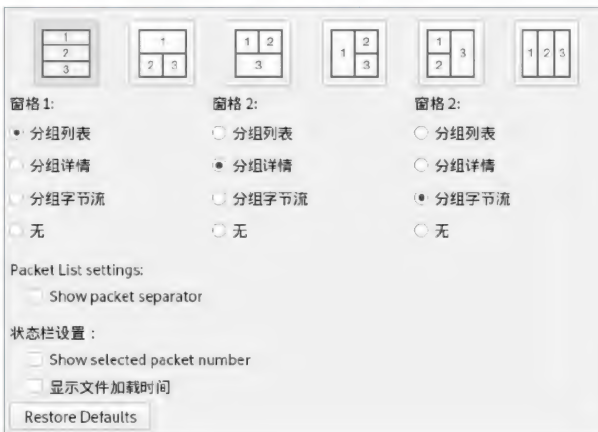 1 1 1 2 2 1 3
2 2 3 3 1 3 2 1 2 3
3
窗格 1: 窗格 2: 窗格 2:
分组列表 分组列表 分组列表
分组详情 分组详情 分组详情
分组字节流 分组字节流 分组字节流
无 无 无
Packet List settings:
Show packet separator
状态栏设置：
Show selected packet number
显示文件加载时间
Restore Defaults